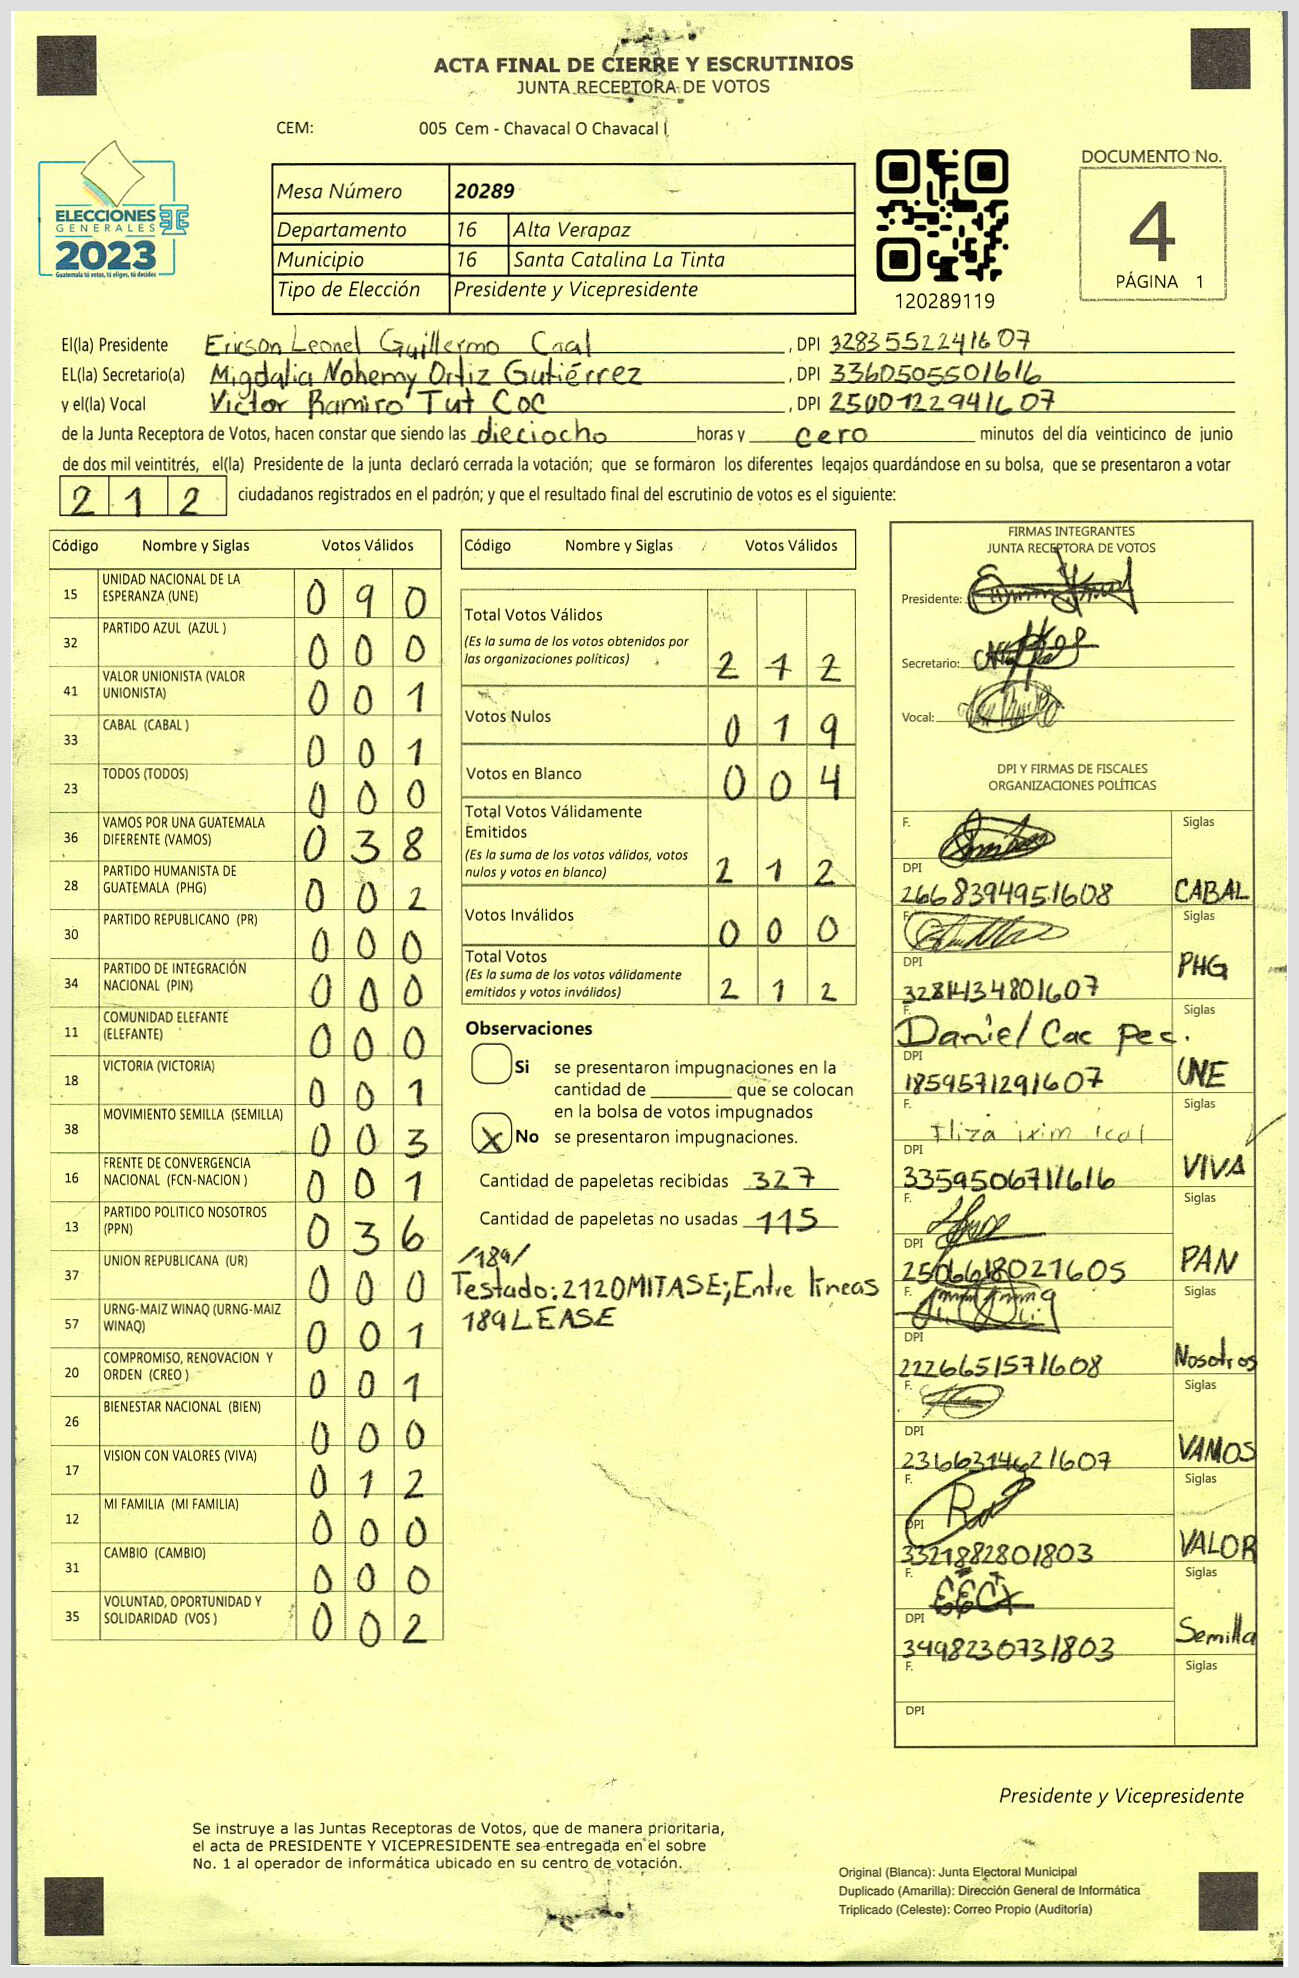 ACTA FINAL DE CIERRE Y ESCRUTINIOS
JUNTA RECEPTORA DE VOTOS
CEM: 005 Cem - Chavacal O Chavacal I
ELECCIONES
GENERALES
2023
Guatemala tú votas, tú eliges, tú decides
Mesa Número 20289
Departamento 16 Alta Verapaz
Municipio 16 Santa Catalina La Tinta
Tipo de Elección Presidente y Vicepresidente
120289119
DOCUMENTO No.
4
PÁGINA 1
El(la) Presidente Ericson Leonel Guillermo Caal, DPI 3283552241607
EL(la) Secretario(a) Migdalia Nohemy Ortiz Gutiérrez, DPI 3360505501616
y el(la) Vocal Victor Ramiro Tut Coc, DPI 2500122941607
de la Junta Receptora de Votos, hacen constar que siendo las dieciocho horas y cero minutos del día veinticinco de junio
de dos mil veintitrés, el(la) Presidente de la junta declaró cerrada la votación; que se formaron los diferentes legajos guardándose en su bolsa, que se presentaron a votar
212 ciudadanos registrados en el padrón; y que el resultado final del escrutinio de votos es el siguiente:
Código Nombre y Siglas Votos Válidos
15 UNIDAD NACIONAL DE LA
ESPERANZA (UNE) 0 9 0
32 PARTIDO AZUL (AZUL ) 0 0 0
41 VALOR UNIONISTA (VALOR
UNIONISTA) 0 0 1
33 CABAL (CABAL ) 0 0 1
23 TODOS (TODOS) 0 0 0
36 VAMOS POR UNA GUATEMALA
DIFERENTE (VAMOS) 0 3 8
28 PARTIDO HUMANISTA DE
GUATEMALA (PHG) 0 0 2
30 PARTIDO REPUBLICANO (PR) 0 0 0
34 PARTIDO DE INTEGRACIÓN
NACIONAL (PIN) 0 0 0
11 COMUNIDAD ELEFANTE
(ELEFANTE) 0 0 0
18 VICTORIA (VICTORIA) 0 0 1
38 MOVIMIENTO SEMILLA (SEMILLA) 0 0 3
16 FRENTE DE CONVERGENCIA
NACIONAL (FCN-NACION ) 0 0 1
13 PARTIDO POLITICO NOSOTROS
(PPN) 0 3 6
37 UNION REPUBLICANA (UR) 0 0 0
57 URNG-MAIZ WINAQ (URNG-MAIZ
WINAQ) 0 0 1
20 COMPROMISO, RENOVACION Y
ORDEN (CREO ) 0 0 1
26 BIENESTAR NACIONAL (BIEN) 0 0 0
17 VISION CON VALORES (VIVA) 0 1 2
12 MI FAMILIA (MI FAMILIA) 0 0 0
31 CAMBIO (CAMBIO) 0 0 0
35 VOLUNTAD, OPORTUNIDAD Y
SOLIDARIDAD (VOS ) 0 0 2
Código Nombre y Siglas Votos Válidos
Total Votos Válidos
(Es la suma de los votos obtenidos por
las organizaciones políticas) 2 1 2
Votos Nulos 0 1 9
Votos en Blanco 0 0 4
Total Votos Válidamente
Emitidos
(Es la suma de los votos válidos, votos
nulos y votos en blanco) 2 1 2
Votos Inválidos 0 0 0
Total Votos
(Es la suma de los votos válidamente
emitidos y votos inválidos) 2 1 2
Observaciones
Si se presentaron impugnaciones en la
cantidad de ________ que se colocan
en la bolsa de votos impugnados
X No se presentaron impugnaciones.
Cantidad de papeletas recibidas 327
Cantidad de papeletas no usadas 115
/189/
Testado:212OMITASE;Entre lineas
189LEASE
FIRMAS INTEGRANTES
JUNTA RECEPTORA DE VOTOS
Presidente:
Secretario:
Vocal:
DPI Y FIRMAS DE FISCALES
ORGANIZACIONES POLÍTICAS
F. Siglas
DPI
2668394951608 CABAL
F. Siglas
DPI
3281434801607 PHG
F. Daniel Cac Pec. Siglas
DPI
1859571291607 UNE
F. Siglas
DPI
3359506711616 VIVA
F. Siglas
DPI
2506618021605 PAN
F. Siglas
DPI
2226651571608 Nosotros
F. Siglas
DPI
2366314621607 VAMOS
F. Siglas
DPI
3321882801803 VALOR
F. Siglas
DPI
3498230731803 Semilla
F. Siglas
DPI
Presidente y Vicepresidente
Se instruye a las Juntas Receptoras de Votos, que de manera prioritaria,
el acta de PRESIDENTE Y VICEPRESIDENTE sea entregada en el sobre
No. 1 al operador de informática ubicado en su centro de votación.
Original (Blanca): Junta Electoral Municipal
Duplicado (Amarilla): Dirección General de Informática
Triplicado (Celeste): Correo Propio (Auditoría)